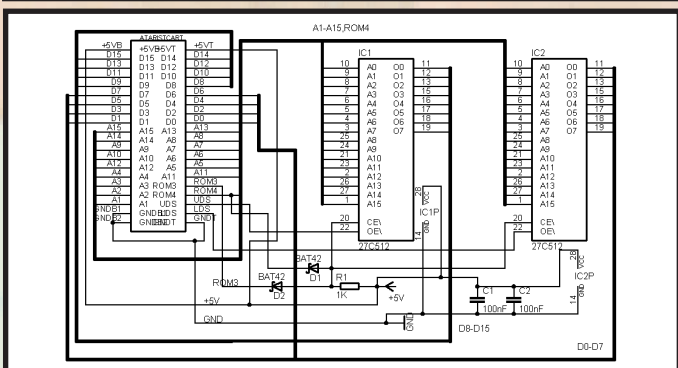 A1-A15,ROM4
ATARISTCART
+5VB +5VB+5VT +5VT
D15 D15 D14 D14
D13 D13 D12 D12
D11 D11 D10 D10
D9 D9 D8 D8
D7 D7 D6 D6
D5 D5 D4 D4
D3 D3 D2 D2
D1 D1 D0 D0
A15 A15 A13 A13
A14 A14 A8 A8
A9 A9 A7 A7
A10 A10 A6 A6
A12 A12 A5 A5
A4 A4 A11 A11
A3 A3 ROM3 ROM3
A2 A2 ROM4 ROM4
A1 A1 UDS UDS
GNDB1 LDS LDS
GNDB2 GNDT
IC1
10 A0 O0 11
9 A1 O1 12
8 A2 O2 13
7 A3 O3 15
6 A4 O4 16
5 A5 O5 17
4 A6 O6 18
3 A7 O7 19
25 A8
24 A9
21 A10
23 A11
2 A12
26 A13
27 A14
1 A15
20 CE\
22 OE\
27C512
28 VCC
IC1P
14 GND
IC2
10 A0 O0 11
9 A1 O1 12
8 A2 O2 13
7 A3 O3 15
6 A4 O4 16
5 A5 O5 17
4 A6 O6 18
3 A7 O7 19
25 A8
24 A9
21 A10
23 A11
2 A12
26 A13
27 A14
1 A15
20 CE\
22 OE\
27C512
28 VCC
IC2P
14 GND
BAT42
D1
BAT42
D2
ROM3
R1
1K
+5V
+5V
C1
100nF
C2
100nF
GND
GND
D8-D15
D0-D7